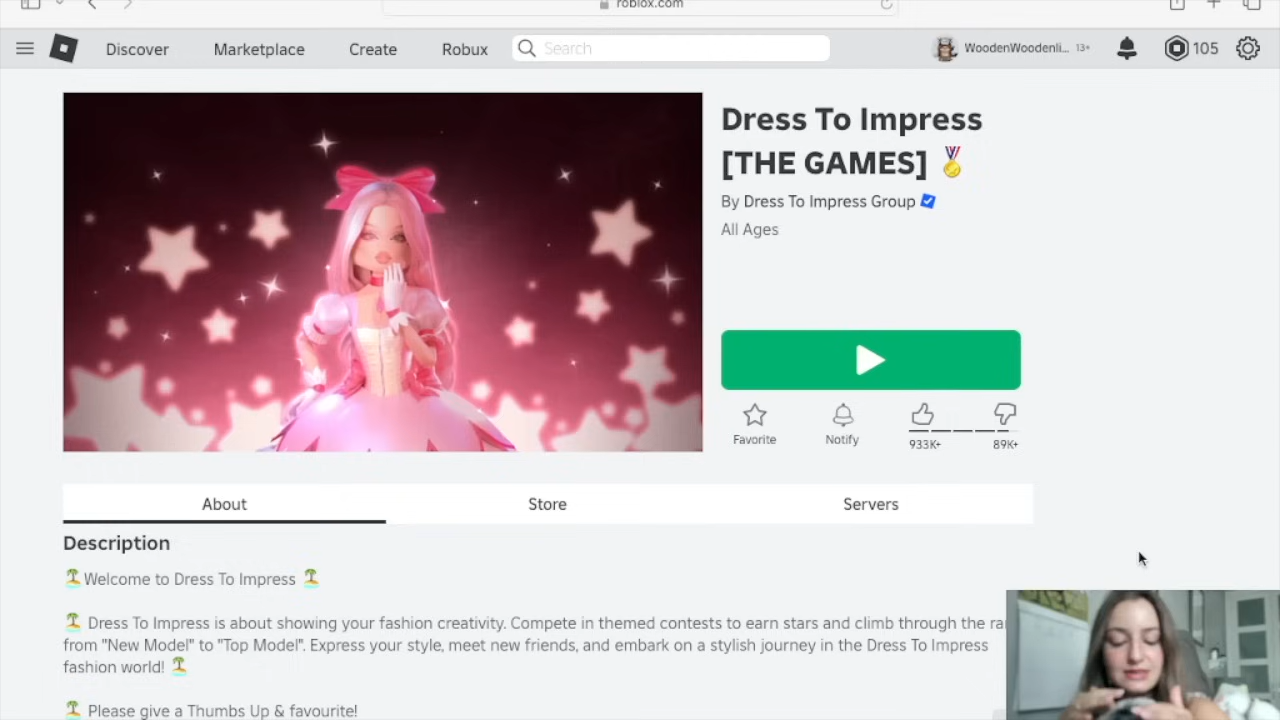 roblox.com
Discover
Marketplace
Create
Robux
Search
WoodenWoodenli...
13+
105
Dress To Impress
[THE GAMES] 🏅
By Dress To Impress Group
All Ages
Favorite
Notify
933K+
89K+
About
Store
Servers
Description
🏝️Welcome to Dress To Impress 🏝️
🏝️ Dress To Impress is about showing your fashion creativity. Compete in themed contests to earn stars and climb through the ra
from "New Model" to "Top Model". Express your style, meet new friends, and embark on a stylish journey in the Dress To Impress
fashion world! 🏝️
🏝️ Please give a Thumbs Up & favourite!